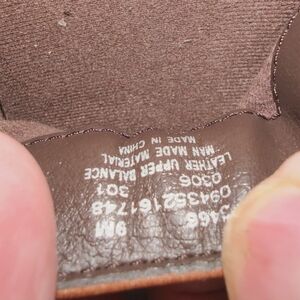 9M
301
094352161748
0306
LEATHER UPPER BALANCE
MAN MADE MATERIAL
MADE IN CHINA